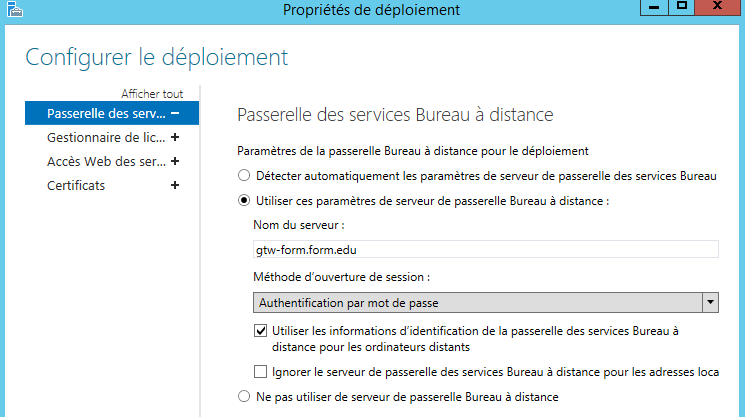 Propriétés de déploiement
Configurer le déploiement
Afficher tout
Passerelle des serv... −
Gestionnaire de lic... +
Accès Web des ser... +
Certificats +
Passerelle des services Bureau à distance
Paramètres de la passerelle Bureau à distance pour le déploiement
Détecter automatiquement les paramètres de serveur de passerelle des services Bureau
Utiliser ces paramètres de serveur de passerelle Bureau à distance :
Nom du serveur :
gtw-form.form.edu
Méthode d’ouverture de session :
Authentification par mot de passe
Utiliser les informations d’identification de la passerelle des services Bureau à
distance pour les ordinateurs distants
Ignorer le serveur de passerelle des services Bureau à distance pour les adresses loca
Ne pas utiliser de serveur de passerelle Bureau à distance